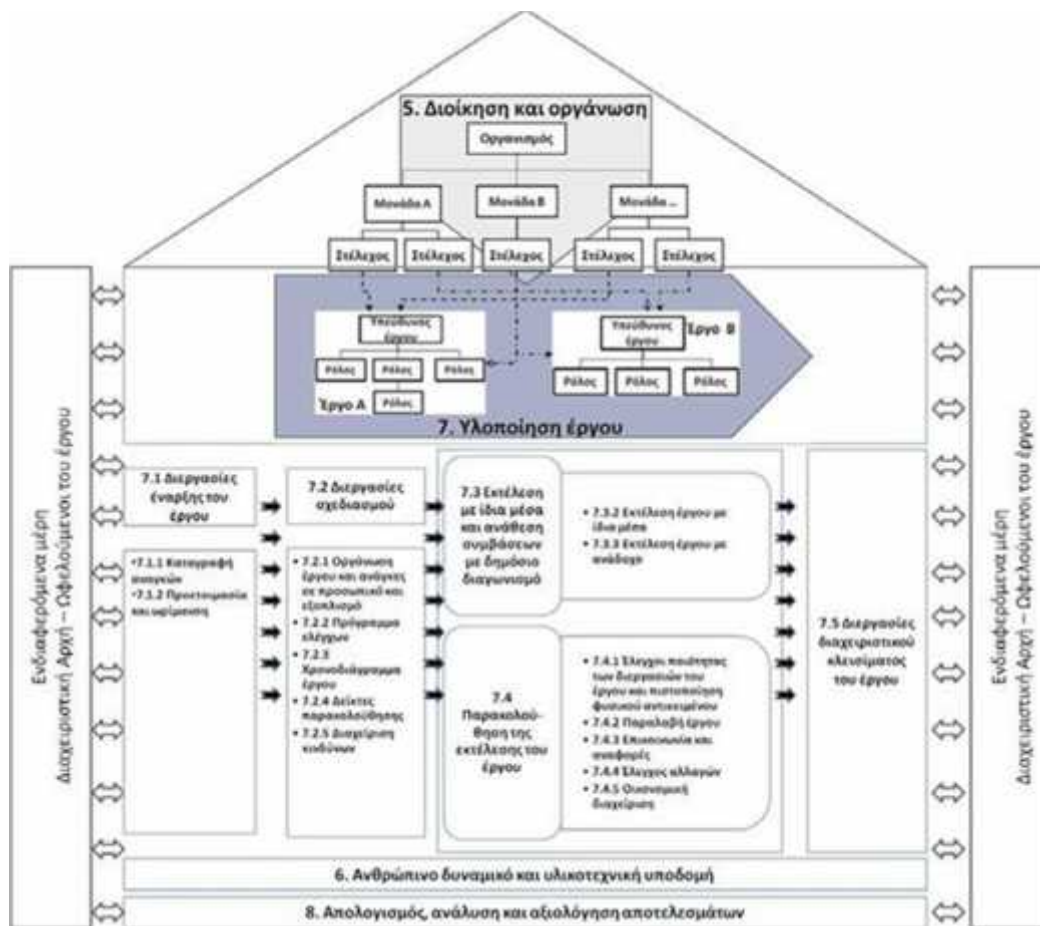 5. Διοίκηση και οργάνωση
Οργανισμός
Μονάδα Α
Μονάδα Β
Μονάδα ...
Στέλεχος
Στέλεχος
Στέλεχος
Στέλεχος
Στέλεχος
Υπεύθυνος
έργου
Ρόλος
Ρόλος
Ρόλος
Έργο Α
Ρόλος
Υπεύθυνος
έργου
Έργο Β
Ρόλος
Ρόλος
Ρόλος
7. Υλοποίηση έργου
Ενδιαφερόμενα μέρη
Διαχειριστική Αρχή – Ωφελούμενοι του έργου
7.1 Διεργασίες
έναρξης του
έργου
•7.1.1 Καταγραφή
αναγκών
•7.1.2 Προετοιμασία
και ωρίμανση
7.2 Διεργασίες
σχεδιασμού
• 7.2.1 Οργάνωση
έργου και ανάγκες
σε προσωπικό και
εξοπλισμό
• 7.2.2 Πρόγραμμα
ελέγχων
• 7.2.3
Χρονοδιάγραμμα
έργου
• 7.2.4 Δείκτες
παρακολούθησης
• 7.2.5 Διαχείριση
κινδύνων
7.3 Εκτέλεση
με ίδια μέσα
και ανάθεση
συμβάσεων
με δημόσιο
διαγωνισμό
• 7.3.2 Εκτέλεση έργου με
ίδια μέσα
• 7.3.3 Εκτέλεση έργου με
ανάδοχο
7.4
Παρακολού-
θηση της
εκτέλεσης του
έργου
• 7.4.1 Έλεγχοι ποιότητας
των διεργασιών του
έργου και πιστοποίηση
φυσικού αντικειμένου
• 7.4.2 Παραλαβή έργου
• 7.4.3 Επικοινωνία και
αναφορές
• 7.4.4 Έλεγχος αλλαγών
• 7.4.5 Οικονομική
διαχείριση
7.5 Διεργασίες
διαχειριστικού
κλεισίματος
του έργου
Ενδιαφερόμενα μέρη
Διαχειριστική Αρχή – Ωφελούμενοι του έργου
6. Ανθρώπινο δυναμικό και υλικοτεχνική υποδομή
8. Απολογισμός, ανάλυση και αξιολόγηση αποτελεσμάτων